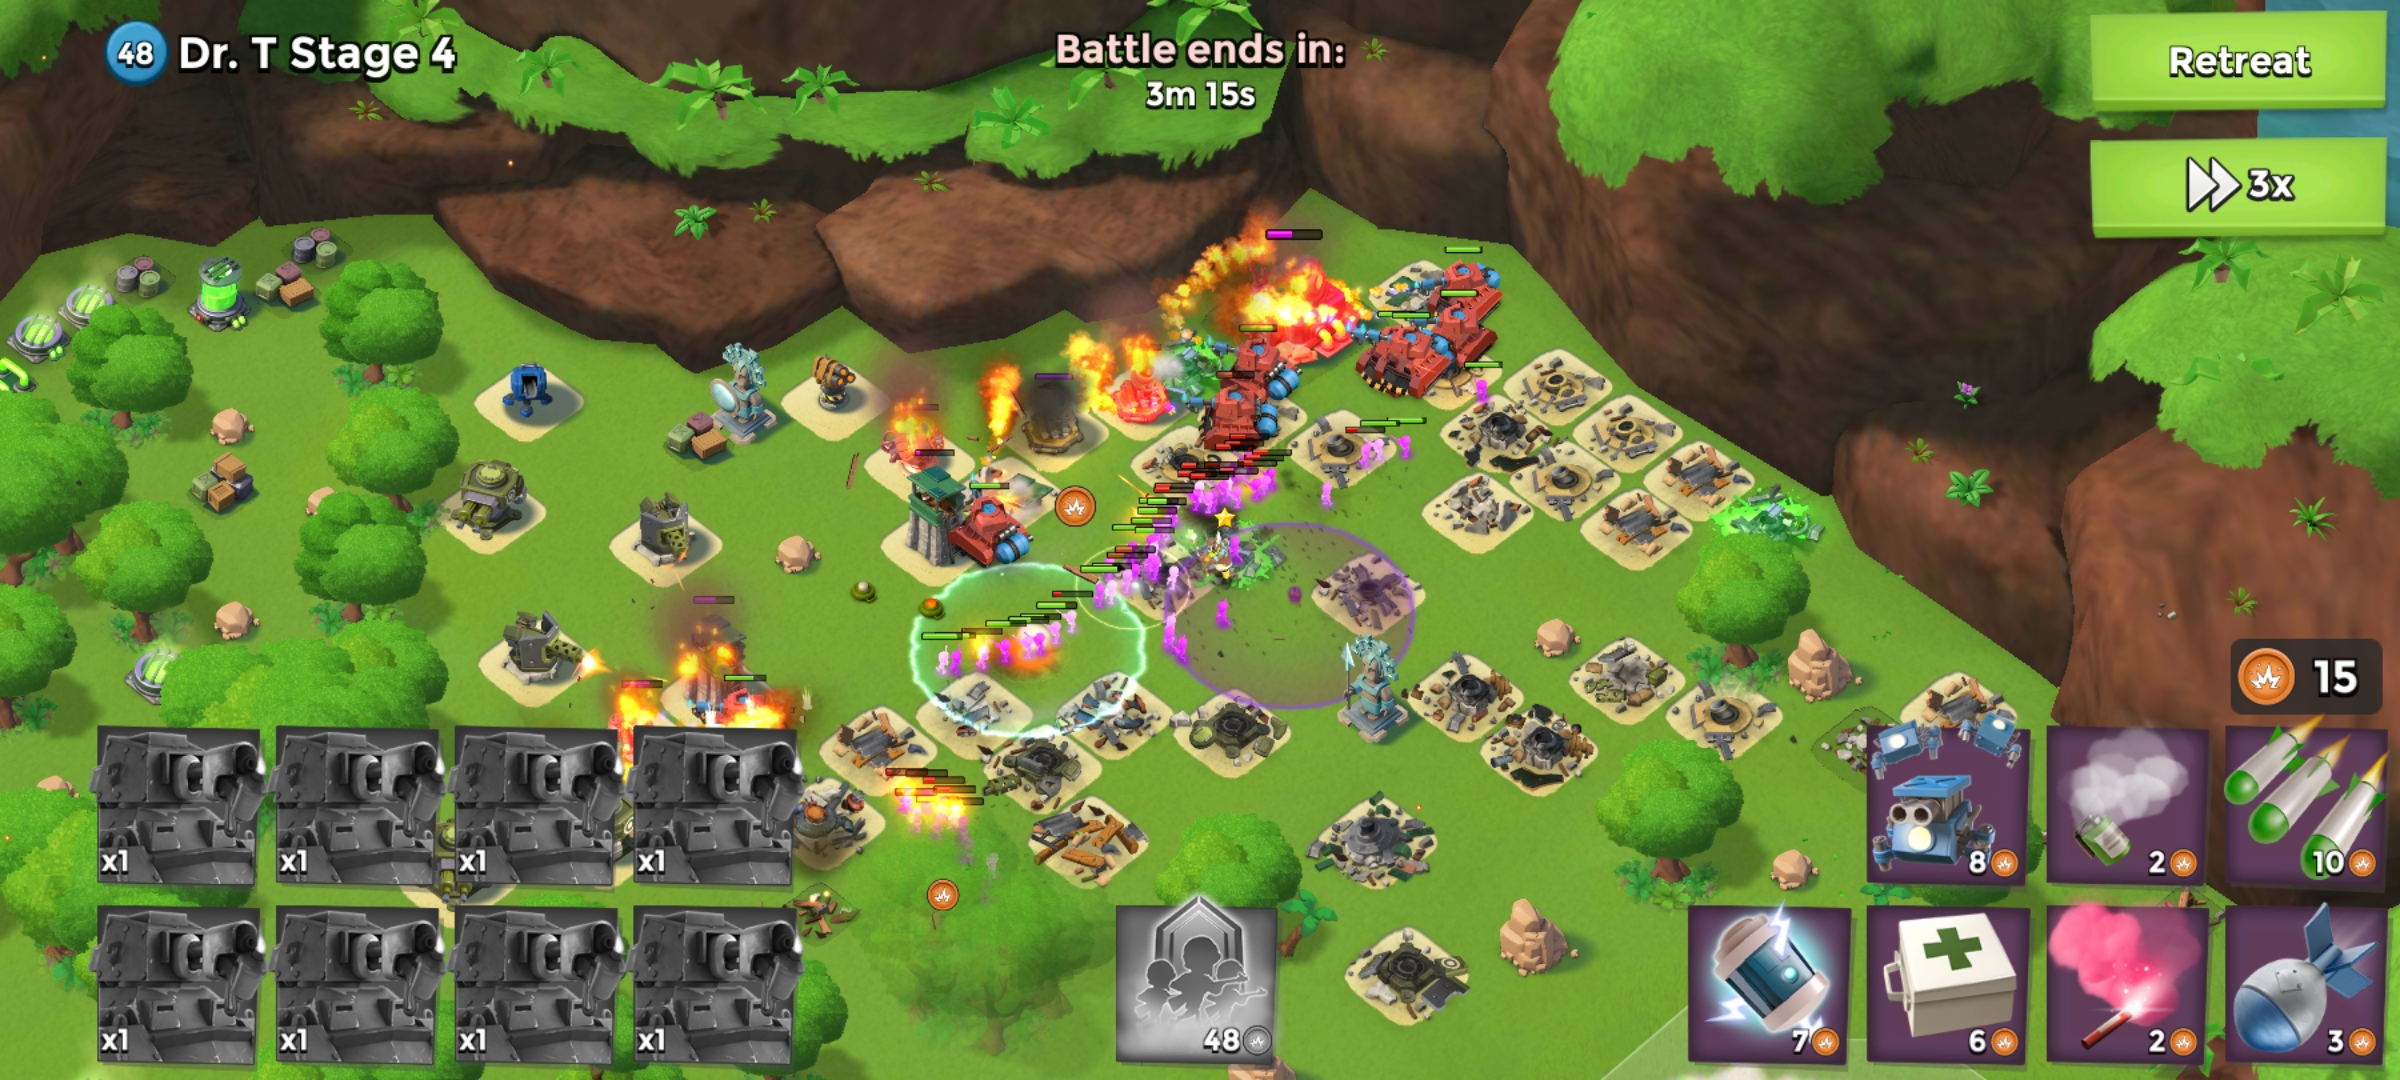 48 Dr. T Stage 4
Battle ends in:
3m 15s
Retreat
3x
15
x1 x1 x1 x1
8 2 10
x1 x1 x1 x1
48
7 6 2 3